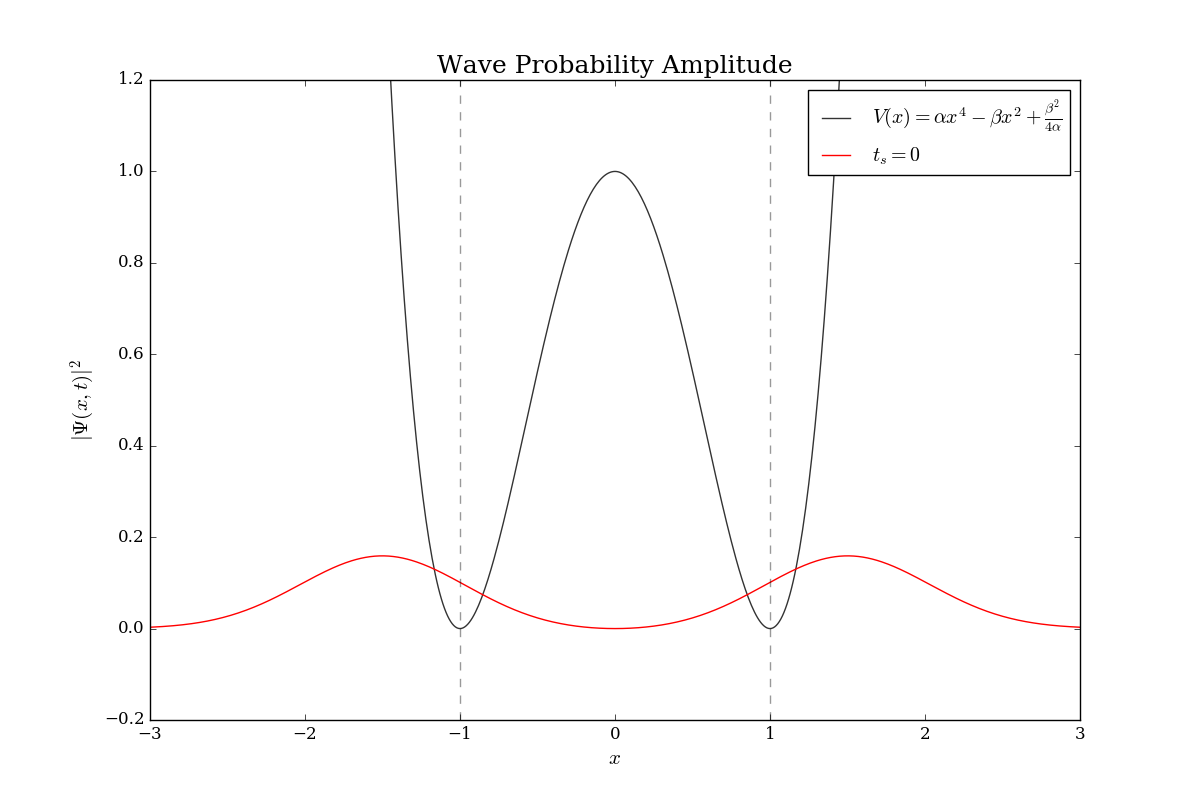 Wave Probability Amplitude
1.2
1.0
0.8
0.6
0.4
0.2
0.0
−0.2
|Ψ(x, t)|²
V(x) = αx⁴ − βx² + β²/4α
tₛ = 0
−3 −2 −1 0 1 2 3
x